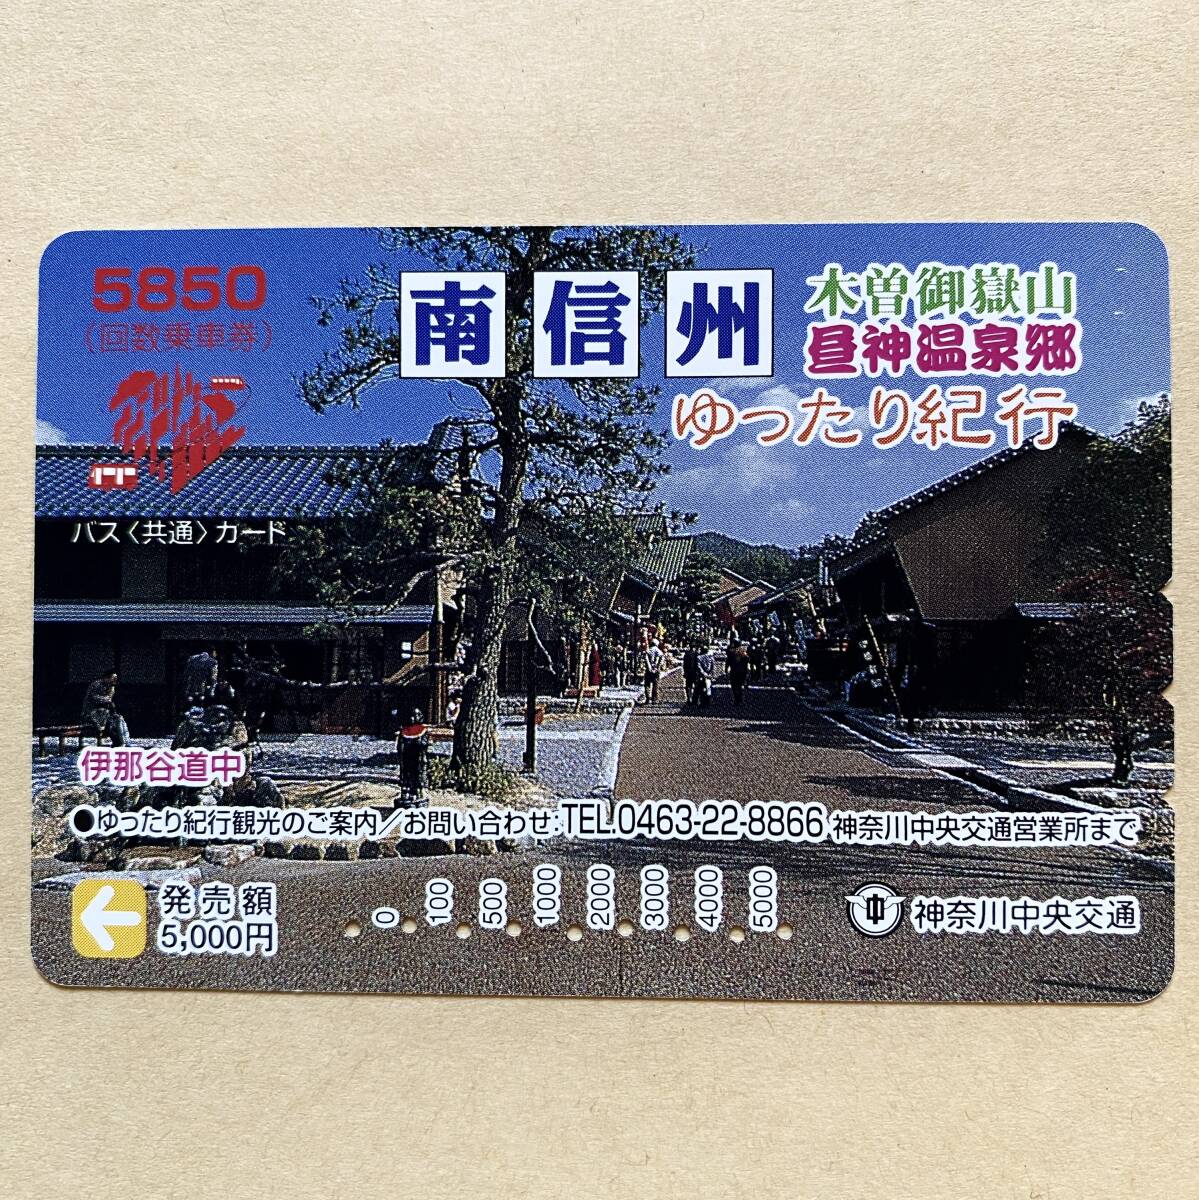 5850
(回数乗車券)
バス〈共通〉カード
南信州
木曽御嶽山
昼神温泉郷
ゆったり紀行
伊那谷道中
●ゆったり紀行観光のご案内/お問い合わせ:TEL.0463-22-8866 神奈川中央交通営業所まで
発売額
5,000円
0 100 500 1000 2000 3000 4000 5000
中 神奈川中央交通